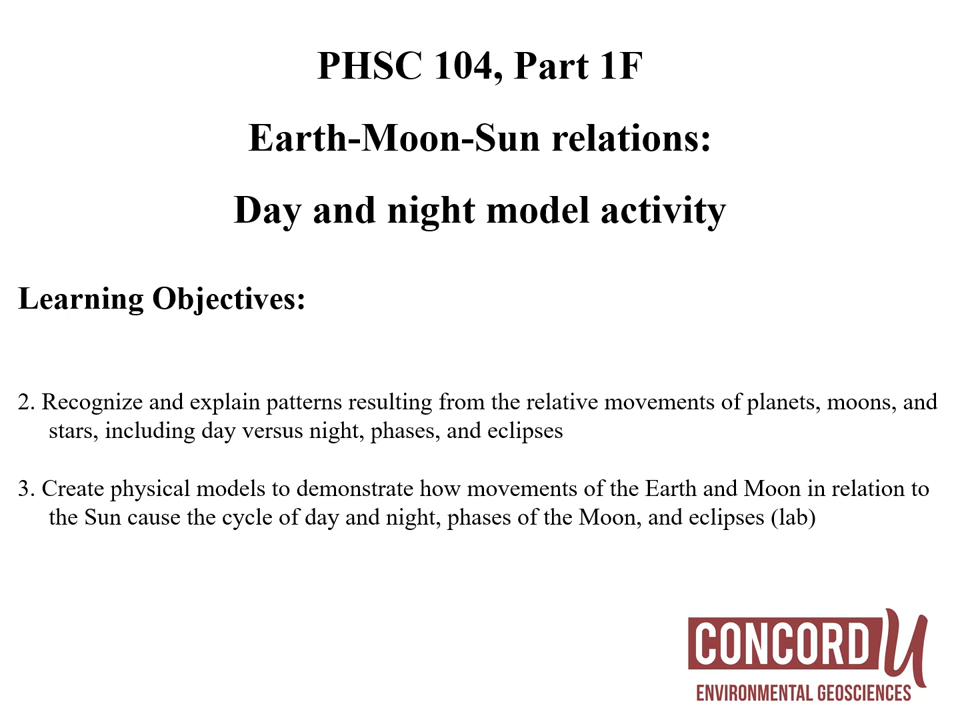 PHSC 104, Part 1F
Earth-Moon-Sun relations:
Day and night model activity
Learning Objectives:
2. Recognize and explain patterns resulting from the relative movements of planets, moons, and
stars, including day versus night, phases, and eclipses
3. Create physical models to demonstrate how movements of the Earth and Moon in relation to
the Sun cause the cycle of day and night, phases of the Moon, and eclipses (lab)
CONCORD U
ENVIRONMENTAL GEOSCIENCES